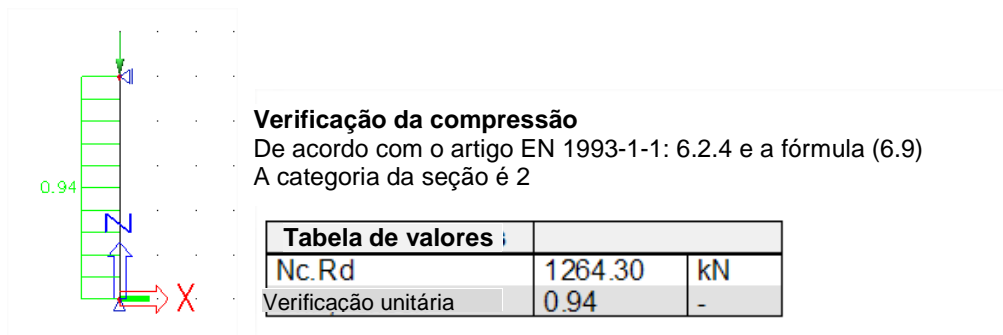 Verificação da compressão
De acordo com o artigo EN 1993-1-1: 6.2.4 e a fórmula (6.9)
A categoria da seção é 2
0.94
Z
X
Tabela de valores
Nc.Rd 1264.30 kN
Verificação unitária 0.94 -